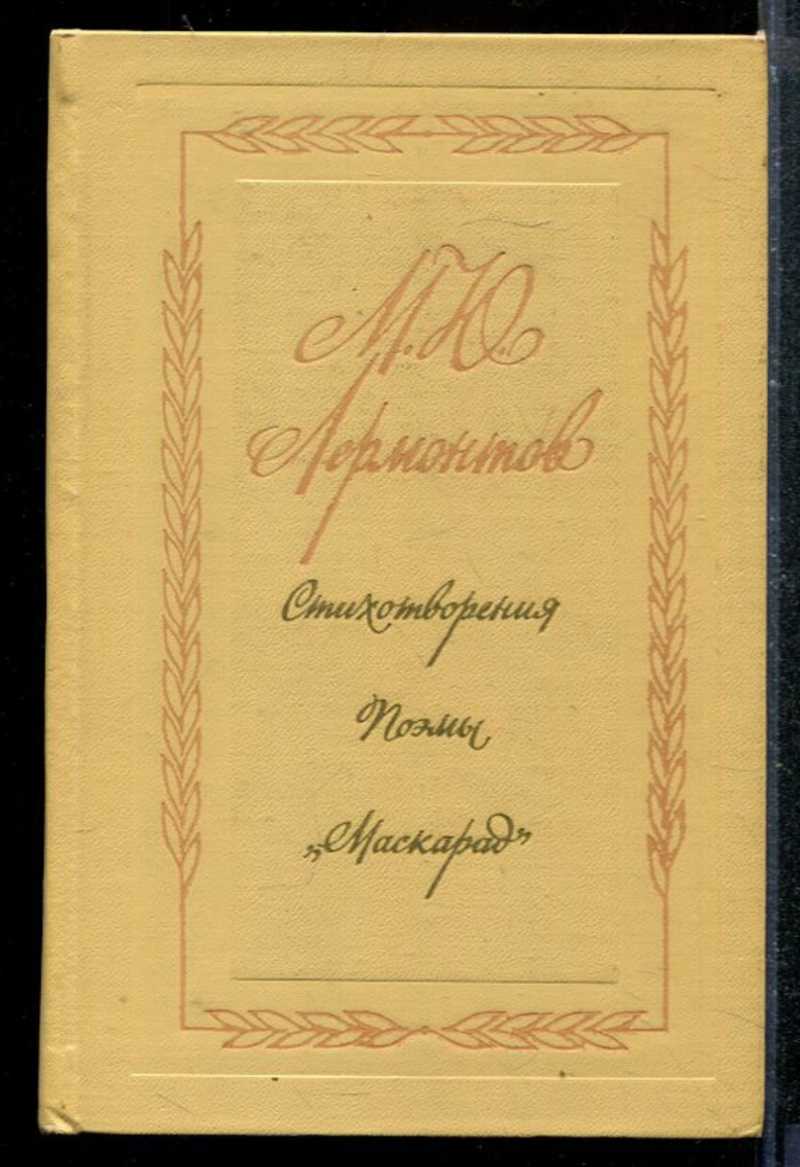 М.Ю.
Лермонтов
Стихотворения
Поэмы
„Маскарад”